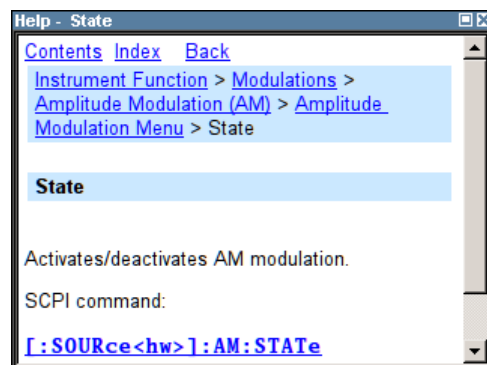 Help - State
Contents Index Back
Instrument Function > Modulations >
Amplitude Modulation (AM) > Amplitude
Modulation Menu > State
State
Activates/deactivates AM modulation.
SCPI command:
[:SOURce<hw>]:AM:STATe